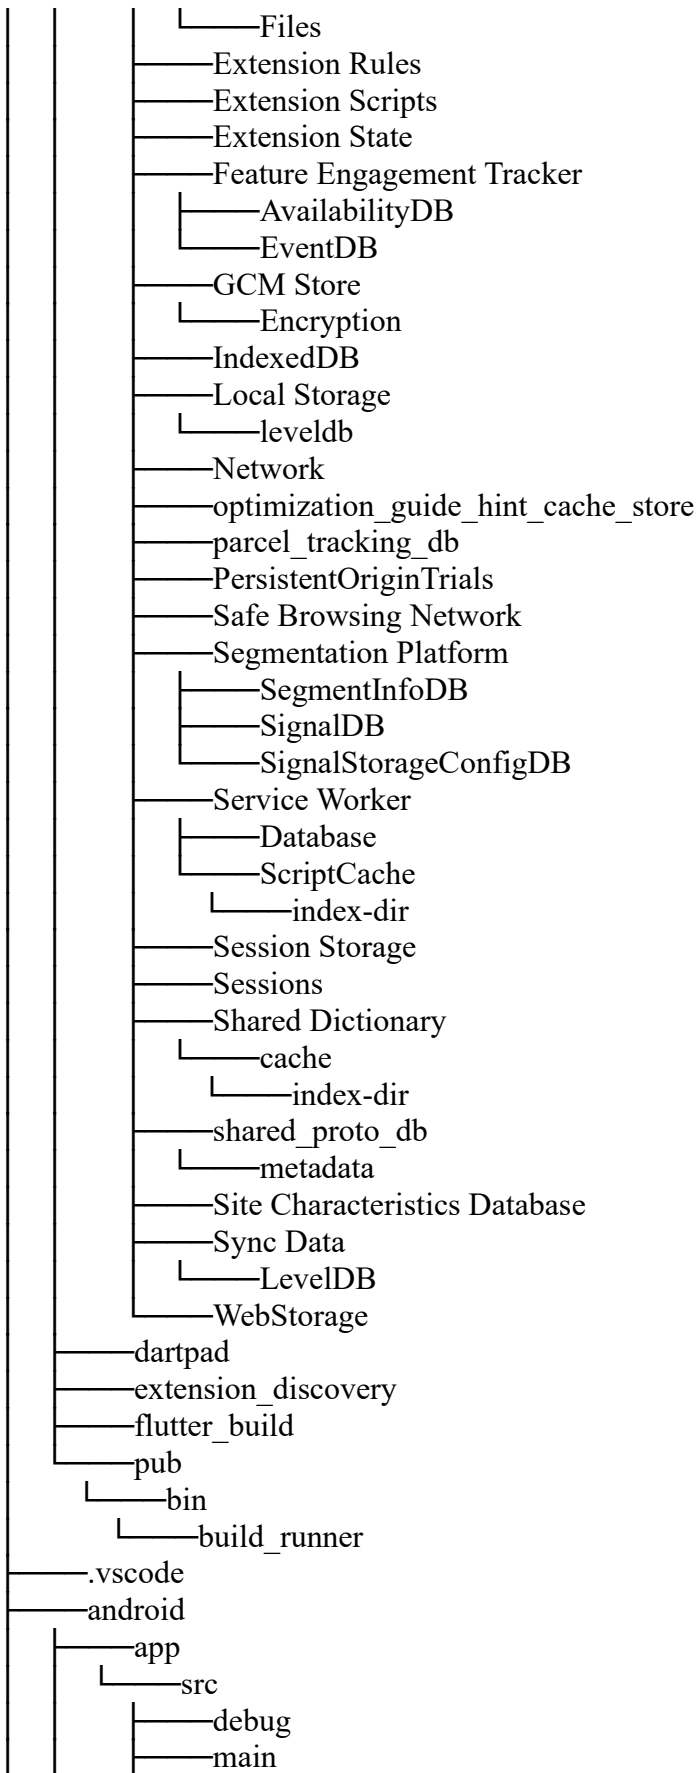 Files
Extension Rules
Extension Scripts
Extension State
Feature Engagement Tracker
AvailabilityDB
EventDB
GCM Store
Encryption
IndexedDB
Local Storage
leveldb
Network
optimization_guide_hint_cache_store
parcel_tracking_db
PersistentOriginTrials
Safe Browsing Network
Segmentation Platform
SegmentInfoDB
SignalDB
SignalStorageConfigDB
Service Worker
Database
ScriptCache
index-dir
Session Storage
Sessions
Shared Dictionary
cache
index-dir
shared_proto_db
metadata
Site Characteristics Database
Sync Data
LevelDB
WebStorage
dartpad
extension_discovery
flutter_build
pub
bin
build_runner
.vscode
android
app
src
debug
main